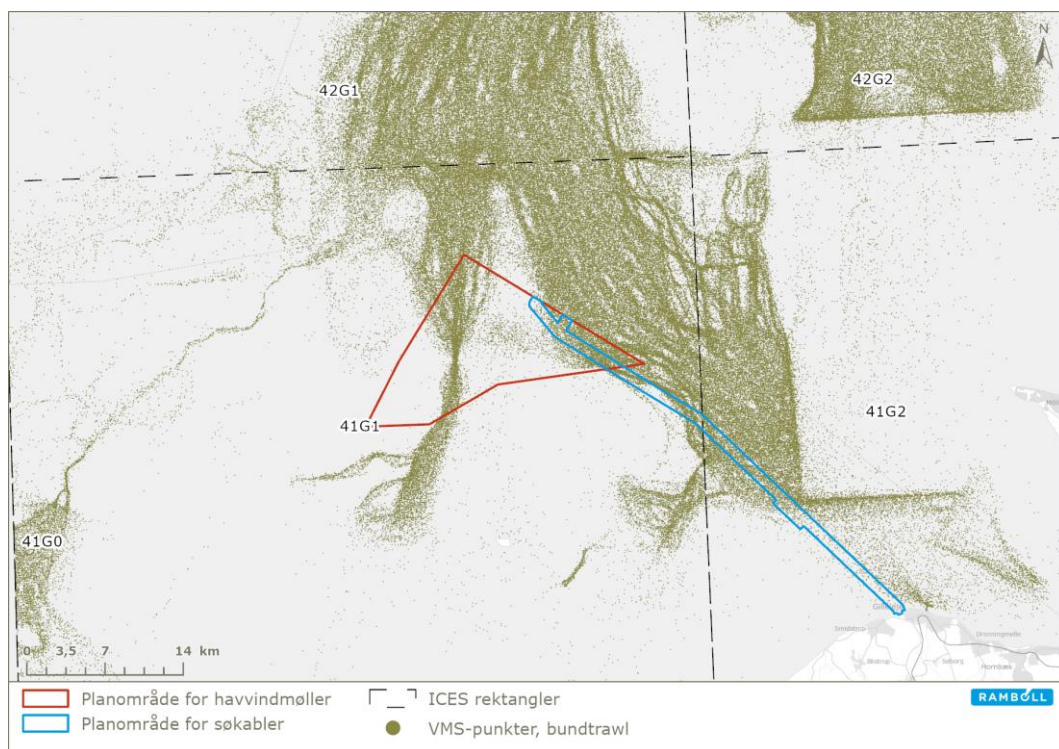 N
42G1
42G2
41G1
41G2
41G0
Søborg
0 3,5 7 14 km
Planområde for havvindmøller
ICES rektangler
RAMBOLL
Planområde for søkabler
VMS-punkter, bundtrawl